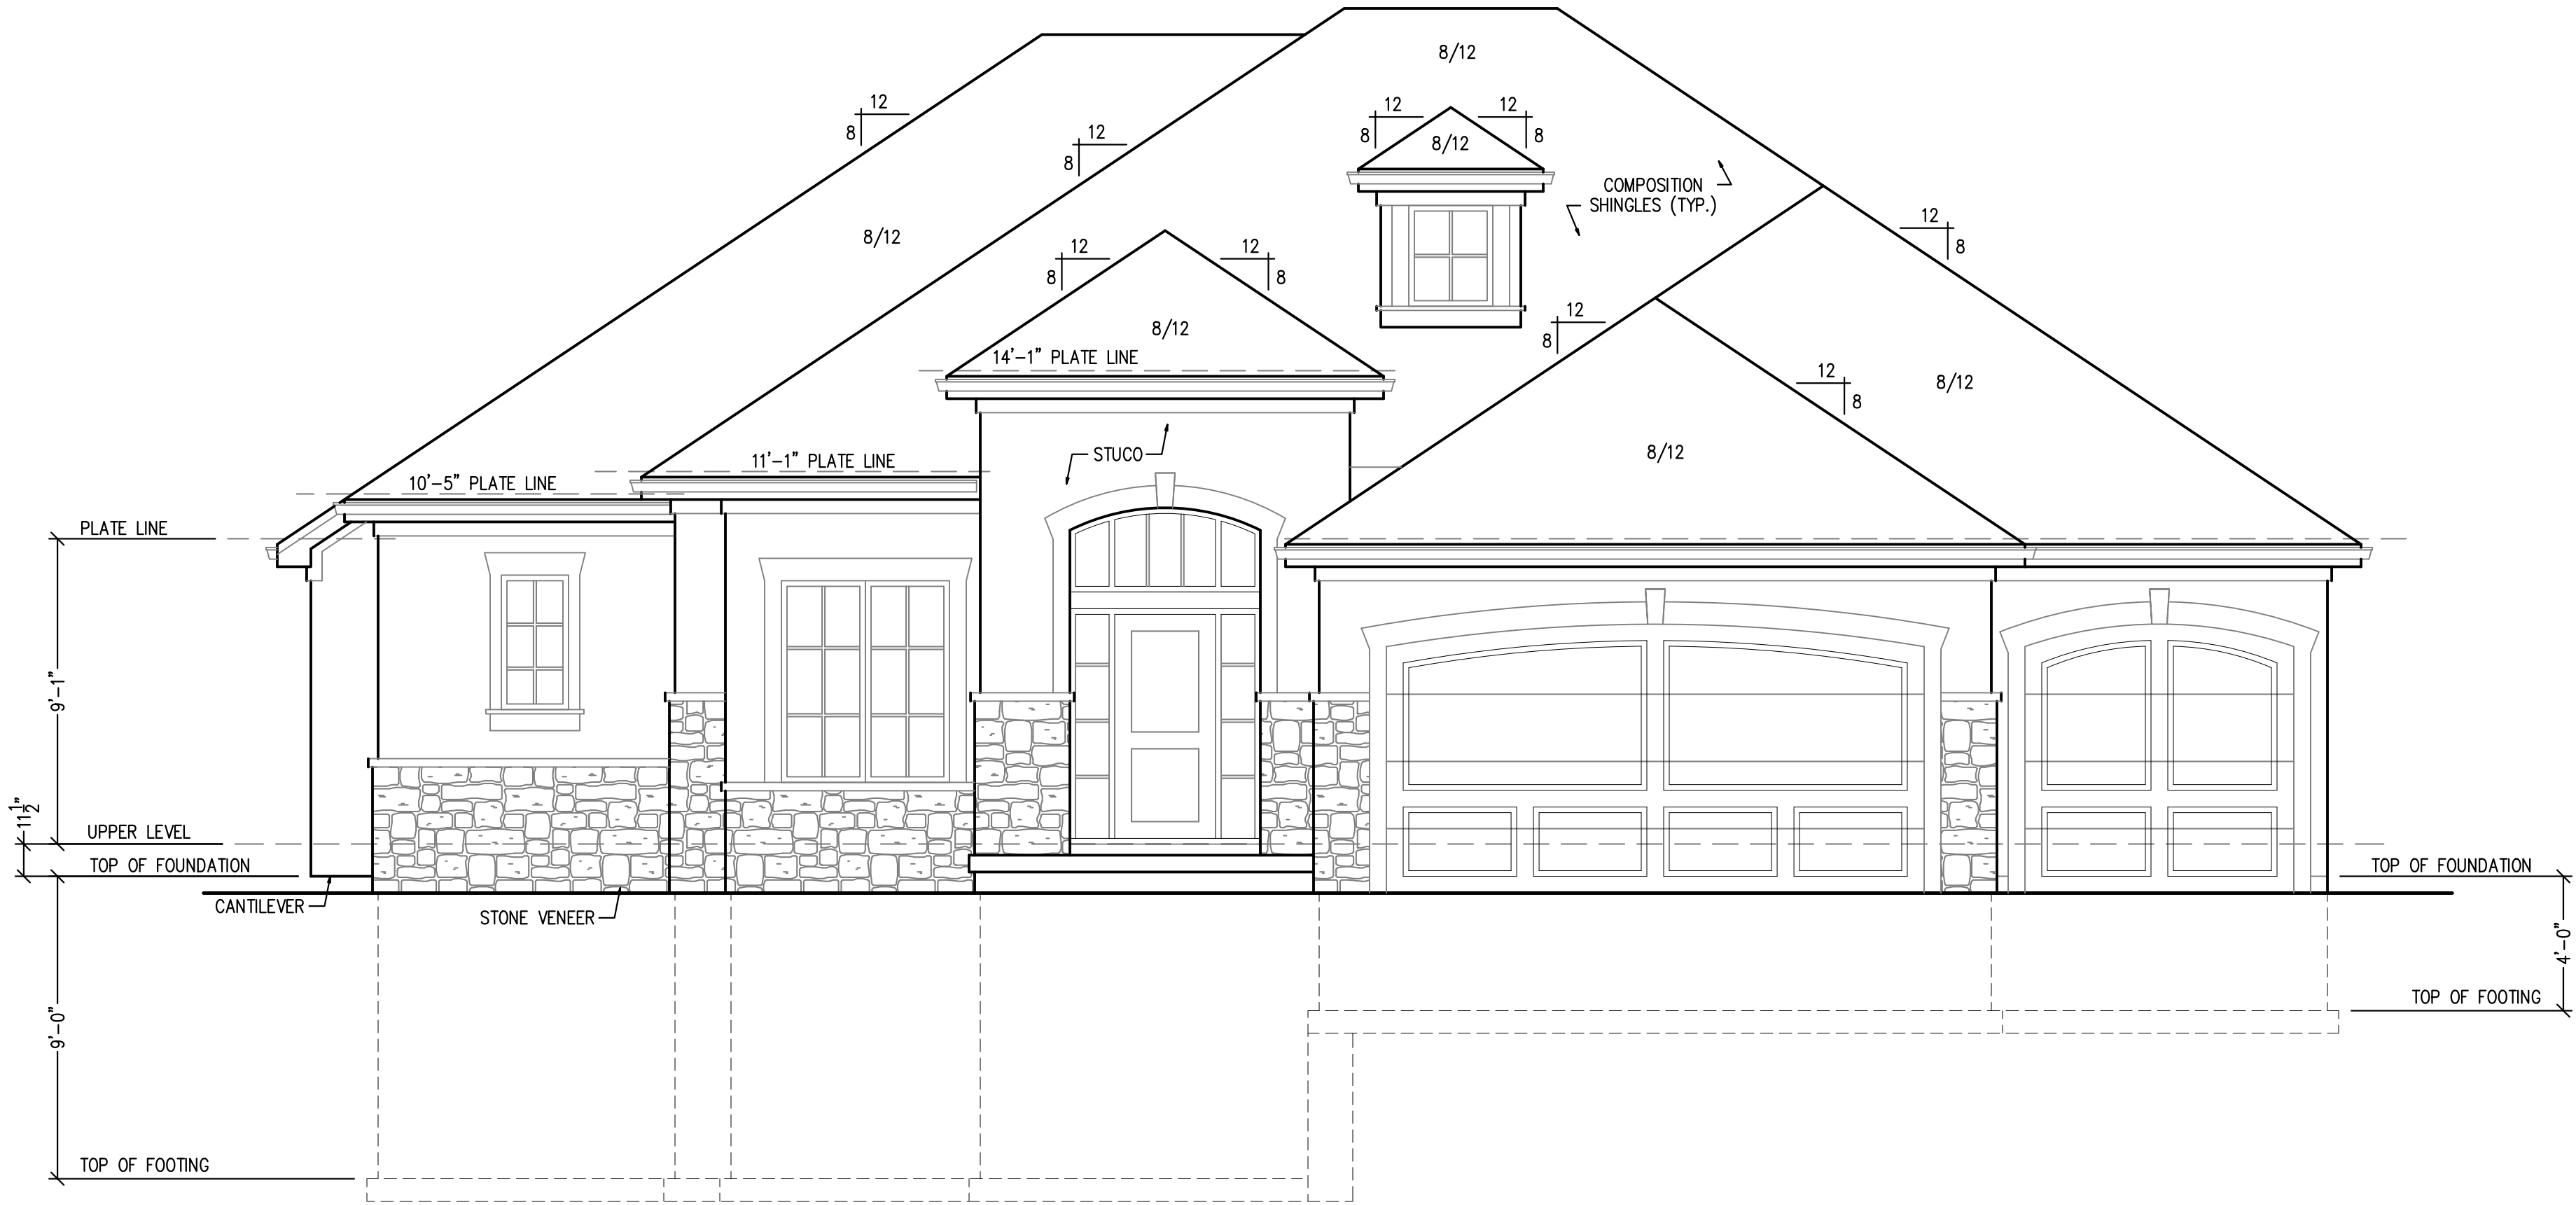 8/12
12
8
12
8
12
8
12
8
8/12
COMPOSITION
SHINGLES (TYP.)
12
8
8/12
12
8
12
8
8/12
12
8
14'-1" PLATE LINE
12
8
8/12
8/12
STUCO
11'-1" PLATE LINE
10'-5" PLATE LINE
PLATE LINE
9'-1"
11 1/2"
UPPER LEVEL
TOP OF FOUNDATION
TOP OF FOUNDATION
CANTILEVER
STONE VENEER
4'-0"
9'-0"
TOP OF FOOTING
TOP OF FOOTING